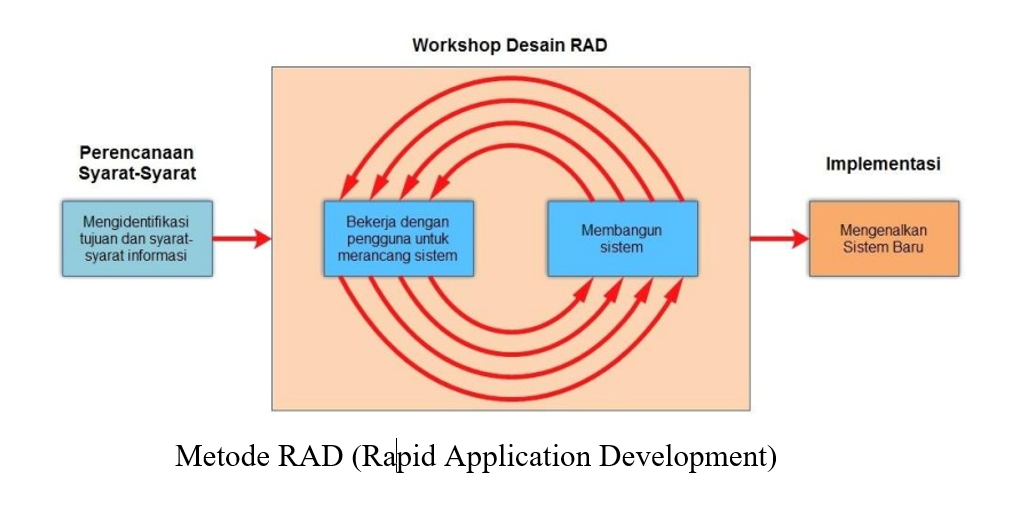 Workshop Desain RAD
Perencanaan
Syarat-Syarat
Mengidentifikasi
tujuan dan syarat-
syarat informasi
Bekerja dengan
pengguna untuk
merancang sistem
Membangun
sistem
Implementasi
Mengenalkan
Sistem Baru
Metode RAD (Rapid Application Development)